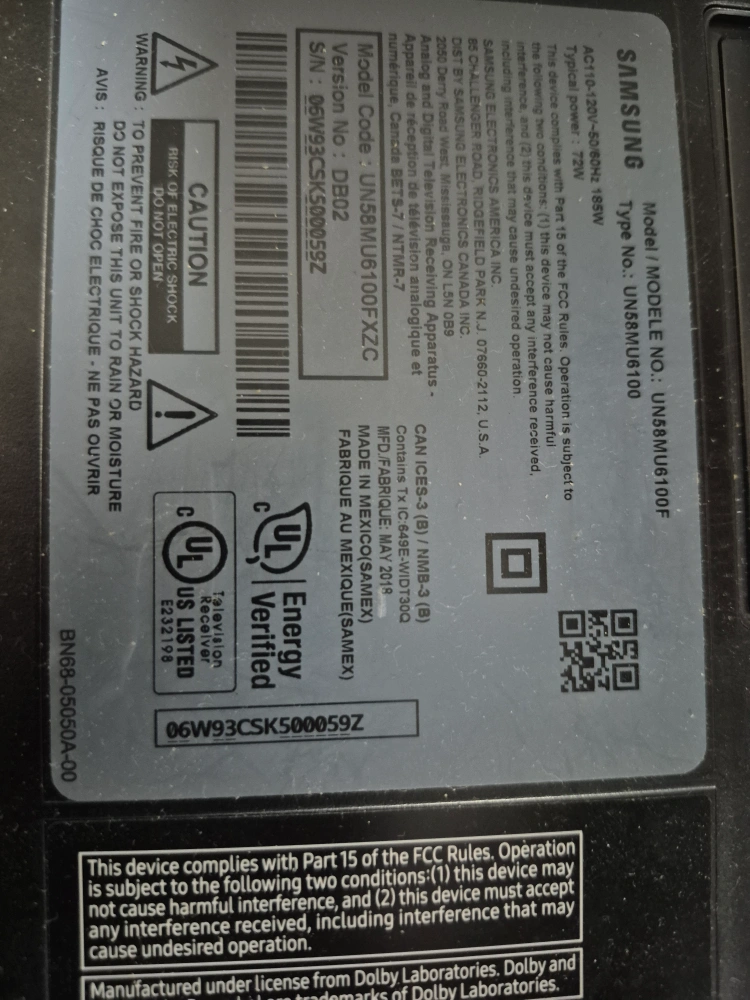 SAMSUNG
Model / MODELE NO.: UN58MU6100F
Type No.: UN58MU6100
AC110-120V~50/60Hz 185W
Typical power : 72W
This device complies with Part 15 of the FCC Rules. Operation is subject to
the following two conditions: (1) this device may not cause harmful
interference, and (2) this device must accept any interference received,
including interference that may cause undesired operation.
SAMSUNG ELECTRONICS AMERICA INC.
85 CHALLENGER ROAD, RIDGEFIELD PARK N.J. 07660-2112, U.S.A.
DIST BY SAMSUNG ELECTRONICS CANADA INC.
2050 Derry Road West, Mississauga, ON L5N 0B9
Analog and Digital Television Receiving Apparatus -
Appareil de réception de télévision analogique et
numérique, Canada BETS-7 / NTMR-7
Model Code : UN58MU6100FXZC
Version No : DB02
S/N : 06W93CSK500059Z
CAN ICES-3 (B) / NMB-3 (B)
Contains Tx IC:649E-WIDT30Q
MFD./FABRIQUE: MAY 2018
MADE IN MEXICO(SAMEX)
FABRIQUE AU MEXIQUE(SAMEX)
CAUTION
RISK OF ELECTRIC SHOCK
DO NOT OPEN
WARNING : TO PREVENT FIRE OR SHOCK HAZARD
DO NOT EXPOSE THIS UNIT TO RAIN OR MOISTURE
AVIS : RISQUE DE CHOC ELECTRIQUE - NE PAS OUVRIR
UL Energy
C Verified
Television
Receiver
C UL US LISTED
E232198
06W93CSK500059Z
BN68-05050A-00
This device complies with Part 15 of the FCC Rules. Operation
is subject to the following two conditions:(1) this device may
not cause harmful interference, and (2) this device must accept
any interference received, including interference that may
cause undesired operation.
Manufactured under license from Dolby Laboratories. Dolby and
trademarks of Dolby Laboratories.